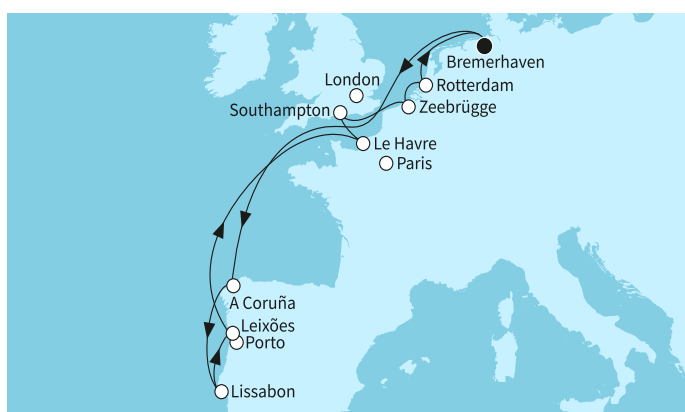 Bremerhaven
London
Rotterdam
Southampton
Zeebrügge
Le Havre
Paris
A Coruña
Leixões
Porto
Lissabon